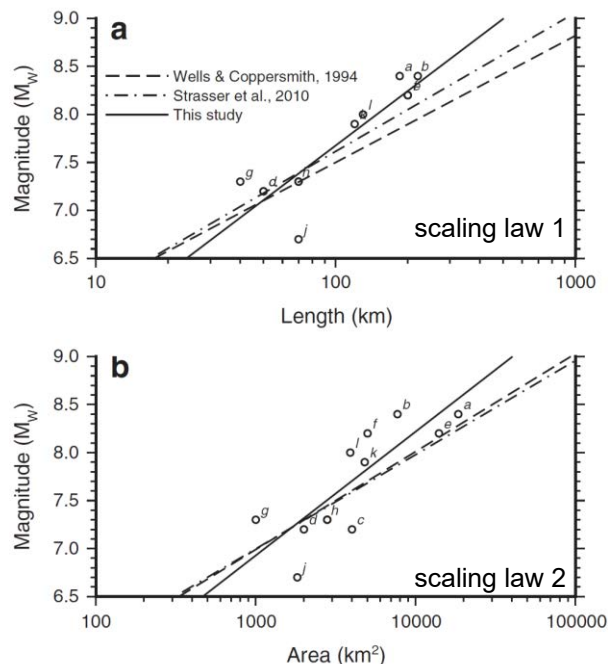 a
9.0
8.5
8.0
7.5
7.0
6.5
Magnitude (MW)
Wells & Coppersmith, 1994
Strasser et al., 2010
This study
a
b
l
g
d
h
j
scaling law 1
10
100
1000
Length (km)
b
9.0
8.5
8.0
7.5
7.0
6.5
Magnitude (MW)
b
a
f
e
l
k
g
d
h
c
j
scaling law 2
100
1000
10000
100000
Area (km²)